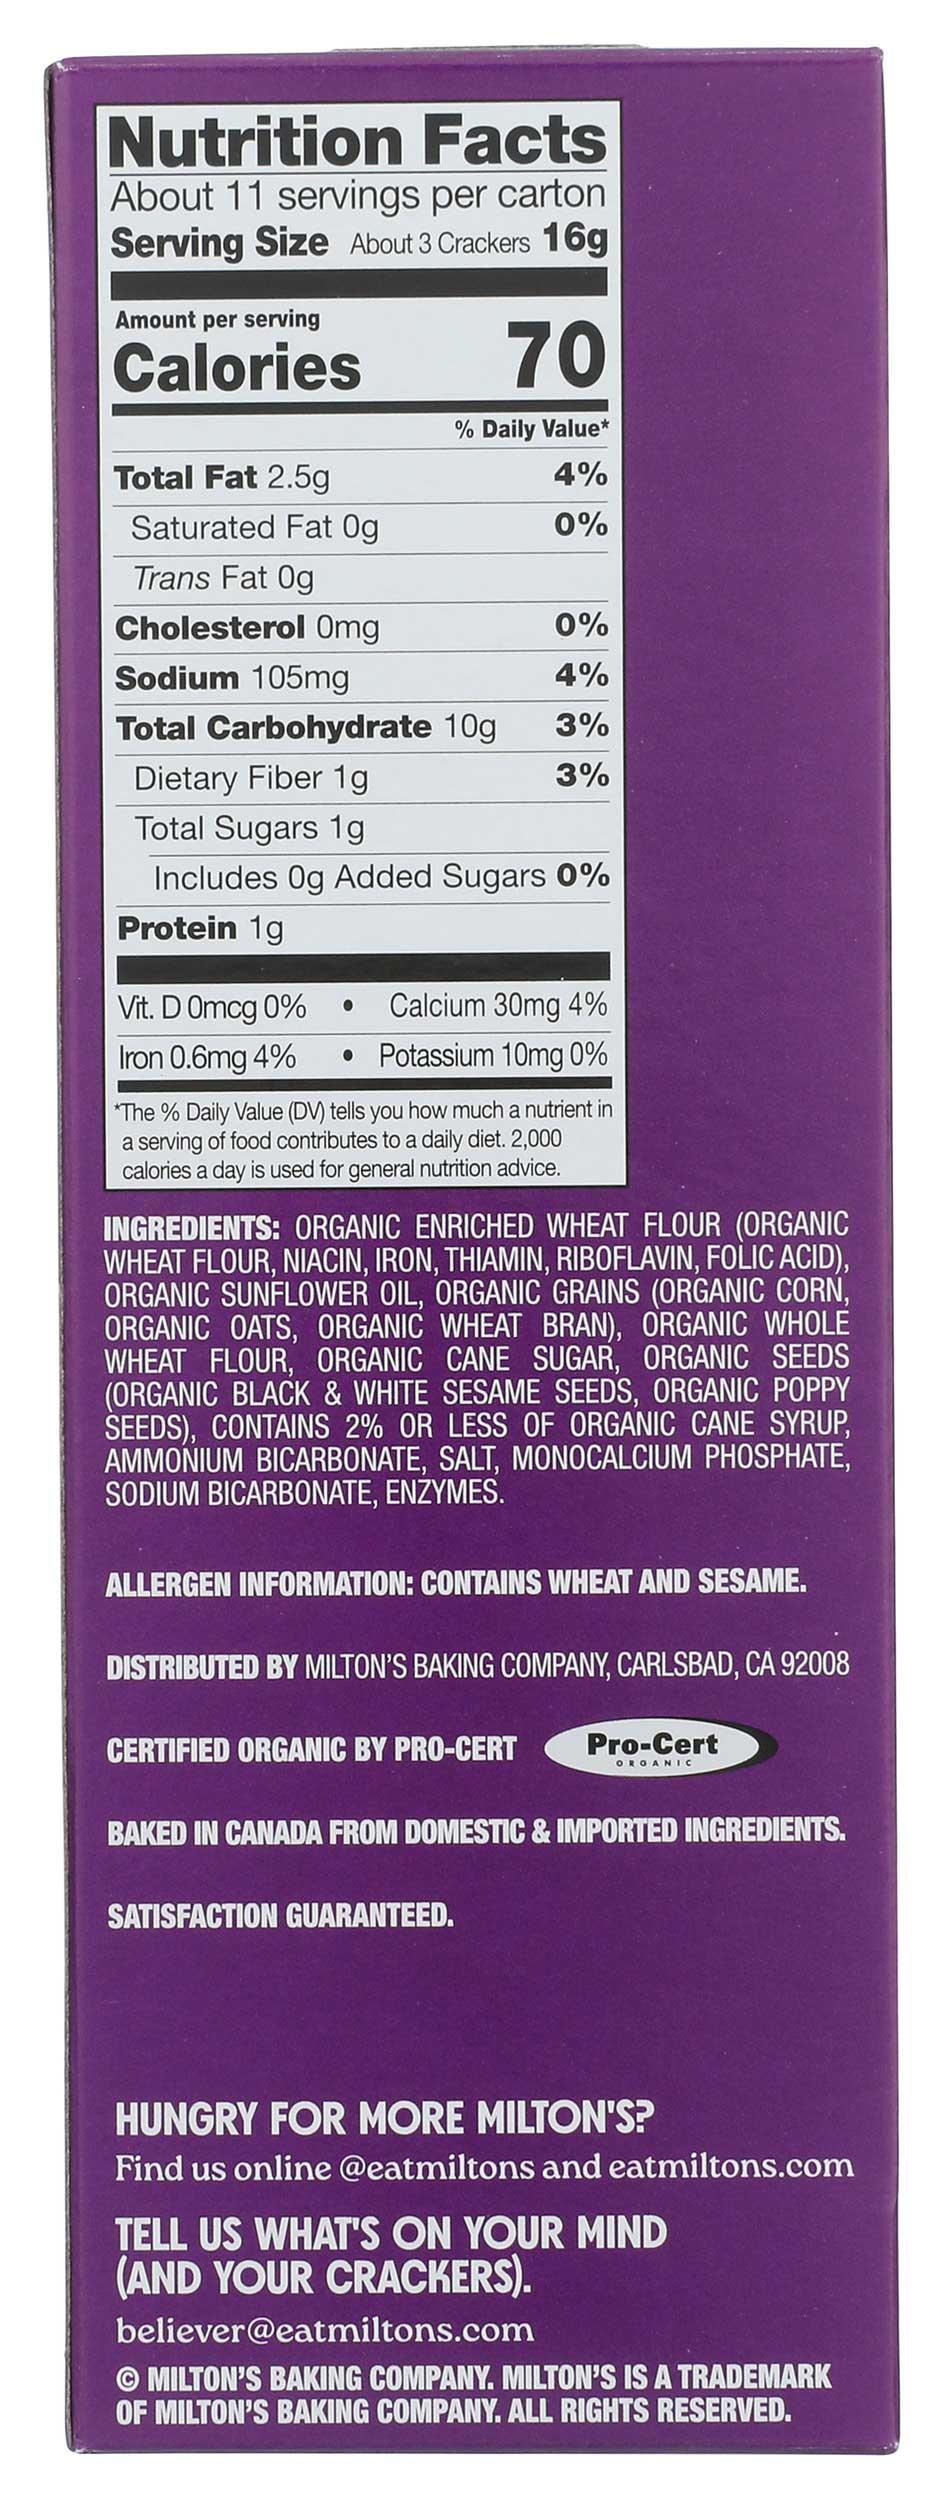 Nutrition Facts
About 11 servings per carton
Serving Size About 3 Crackers 16g
Amount per serving
Calories 70
% Daily Value*
Total Fat 2.5g 4%
Saturated Fat 0g 0%
Trans Fat 0g
Cholesterol 0mg 0%
Sodium 105mg 4%
Total Carbohydrate 10g 3%
Dietary Fiber 1g 3%
Total Sugars 1g
Includes 0g Added Sugars 0%
Protein 1g
Vit. D 0mcg 0% • Calcium 30mg 4%
Iron 0.6mg 4% • Potassium 10mg 0%
*The % Daily Value (DV) tells you how much a nutrient in
a serving of food contributes to a daily diet. 2,000
calories a day is used for general nutrition advice.
INGREDIENTS: ORGANIC ENRICHED WHEAT FLOUR (ORGANIC
WHEAT FLOUR, NIACIN, IRON, THIAMIN, RIBOFLAVIN, FOLIC ACID),
ORGANIC SUNFLOWER OIL, ORGANIC GRAINS (ORGANIC CORN,
ORGANIC OATS, ORGANIC WHEAT BRAN), ORGANIC WHOLE
WHEAT FLOUR, ORGANIC CANE SUGAR, ORGANIC SEEDS
(ORGANIC BLACK & WHITE SESAME SEEDS, ORGANIC POPPY
SEEDS), CONTAINS 2% OR LESS OF ORGANIC CANE SYRUP,
AMMONIUM BICARBONATE, SALT, MONOCALCIUM PHOSPHATE,
SODIUM BICARBONATE, ENZYMES.
ALLERGEN INFORMATION: CONTAINS WHEAT AND SESAME.
DISTRIBUTED BY MILTON'S BAKING COMPANY, CARLSBAD, CA 92008
CERTIFIED ORGANIC BY PRO-CERT Pro-Cert
ORGANIC
BAKED IN CANADA FROM DOMESTIC & IMPORTED INGREDIENTS.
SATISFACTION GUARANTEED.
HUNGRY FOR MORE MILTON'S?
Find us online @eatmiltons and eatmiltons.com
TELL US WHAT'S ON YOUR MIND
(AND YOUR CRACKERS).
believer@eatmiltons.com
© MILTON'S BAKING COMPANY. MILTON'S IS A TRADEMARK
OF MILTON'S BAKING COMPANY. ALL RIGHTS RESERVED.